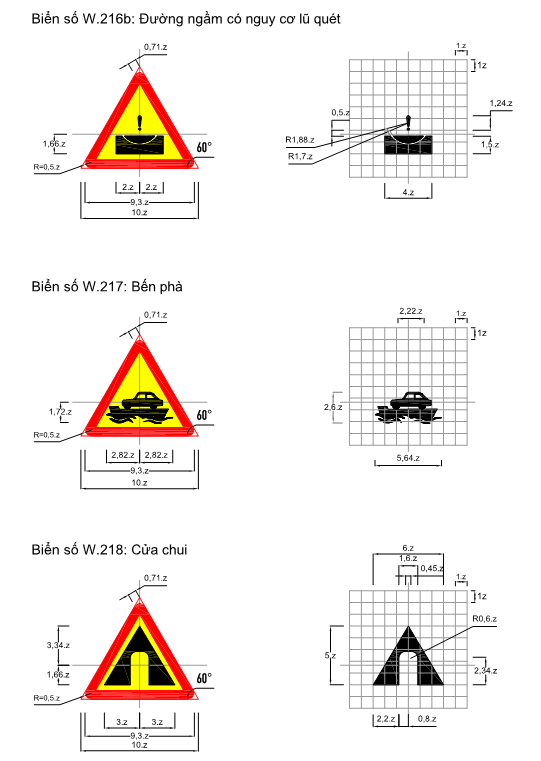 Biển số W.216b: Đường ngầm có nguy cơ lũ quét
0,71.z
1.z
1z
1,24.z
0,5.z
1,66.z
60°
R1,88.z
1,5.z
R1,7.z
R=0,5.z
2.z 2.z
4.z
9,3.z
10.z
Biển số W.217: Bến phà
0,71.z
2,22.z
1.z
1z
1,72.z
2,6.z
60°
R=0,5.z
2,82.z 2,82.z
5,64.z
9,3.z
10.z
Biển số W.218: Cửa chui
6.z
1,6.z
0,71.z
0,45.z
1.z
1z
R0,6.z
3,34.z
5.z
1,66.z
2,34.z
60°
R=0,5.z
3.z 3.z
2,2.z 0,8.z
9,3.z
10.z